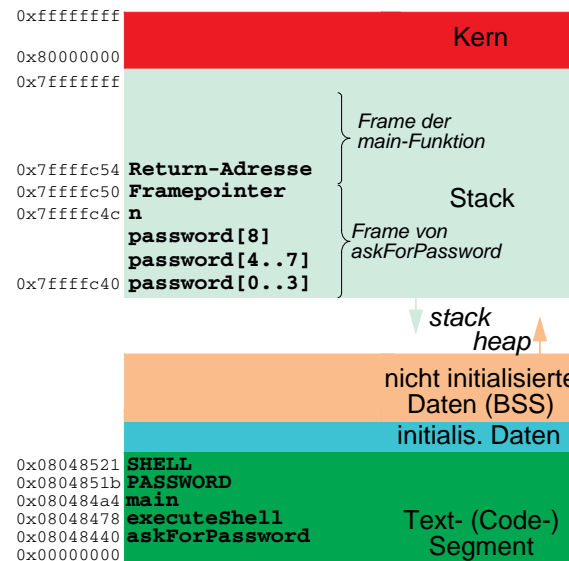 0xffffffff
Kern
0x80000000
0x7fffffff
Frame der
main-Funktion
0x7ffffc54 Return-Adresse
0x7ffffc50 Framepointer
0x7ffffc4c n
Stack
password[8]
Frame von
askForPassword
password[4..7]
0x7ffffc40 password[0..3]
stack
heap
nicht initialisierte
Daten (BSS)
initialis. Daten
0x08048521 SHELL
0x0804851b PASSWORD
0x080484a4 main
0x08048478 executeShell
0x08048440 askForPassword
0x00000000
Text- (Code-)
Segment